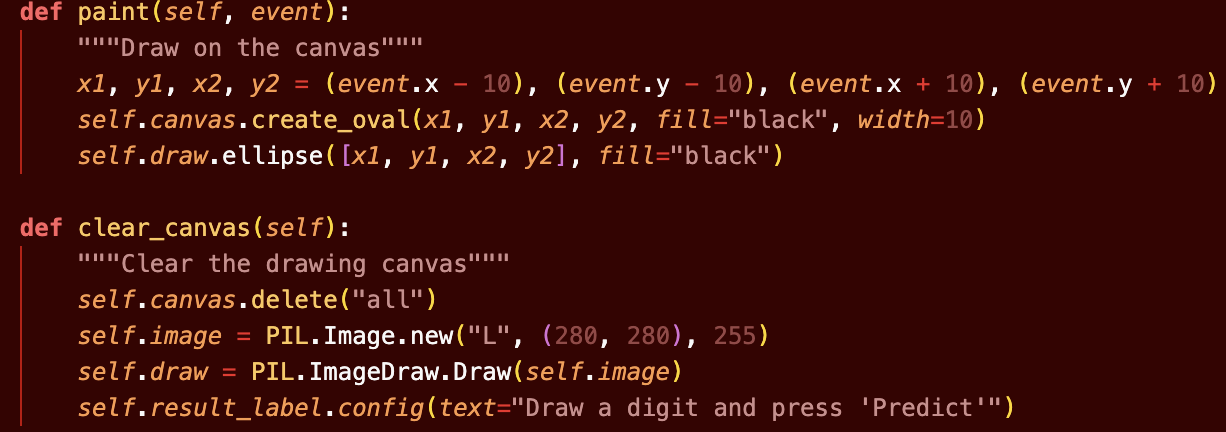 def paint(self, event):
    """Draw on the canvas"""
    x1, y1, x2, y2 = (event.x - 10), (event.y - 10), (event.x + 10), (event.y + 10)
    self.canvas.create_oval(x1, y1, x2, y2, fill="black", width=10)
    self.draw.ellipse([x1, y1, x2, y2], fill="black")

def clear_canvas(self):
    """Clear the drawing canvas"""
    self.canvas.delete("all")
    self.image = PIL.Image.new("L", (280, 280), 255)
    self.draw = PIL.ImageDraw.Draw(self.image)
    self.result_label.config(text="Draw a digit and press 'Predict'")